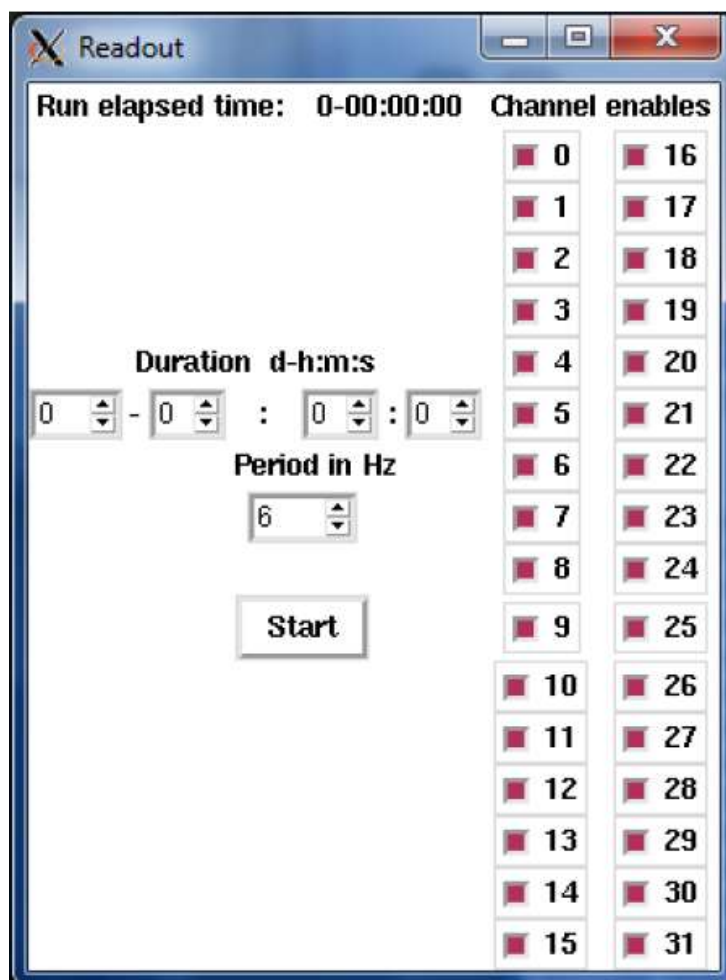 Readout
Run elapsed time: 0-00:00:00 Channel enables
0 16
1 17
2 18
3 19
Duration d-h:m:s 4 20
0 - 0 : 0 : 0 5 21
Period in Hz 6 22
6 7 23
8 24
Start 9 25
10 26
11 27
12 28
13 29
14 30
15 31